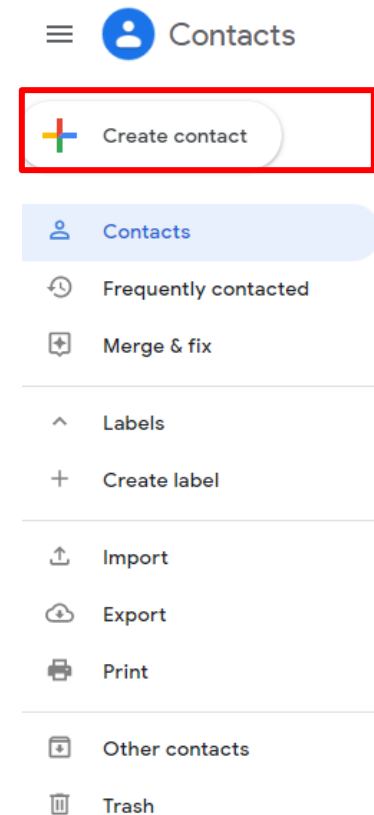 Contacts
Create contact
Contacts
Frequently contacted
Merge & fix
Labels
Create label
Import
Export
Print
Other contacts
Trash